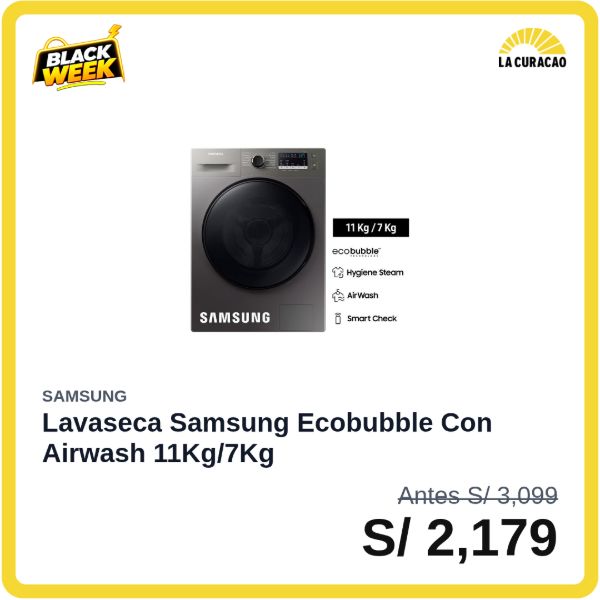 BLACK
WEEK
LA CURACAO
11 Kg / 7 Kg
ecobubble™
Hygiene Steam
AirWash
Smart Check
SAMSUNG
SAMSUNG
Lavaseca Samsung Ecobubble Con
Airwash 11Kg/7Kg
Antes S/ 3,099
S/ 2,179